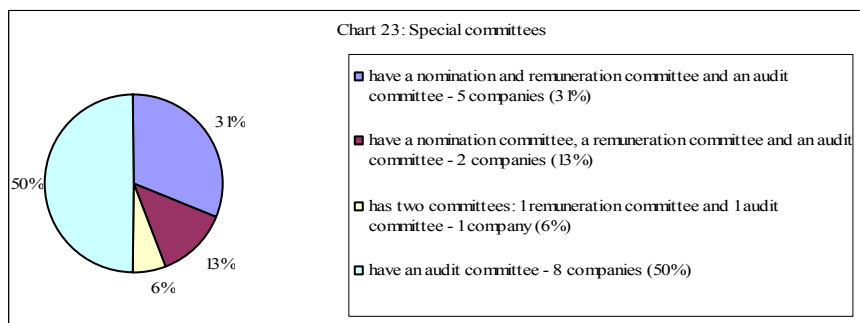 Chart 23: Special committees
31%
13%
6%
50%
have a nomination and remuneration committee and an audit
committee - 5 companies (31%)
have a nomination committee, a remuneration committee and an audit
committee - 2 companies (13%)
has two committees: 1 remuneration committee and 1 audit
committee - 1 company (6%)
have an audit committee - 8 companies (50%)